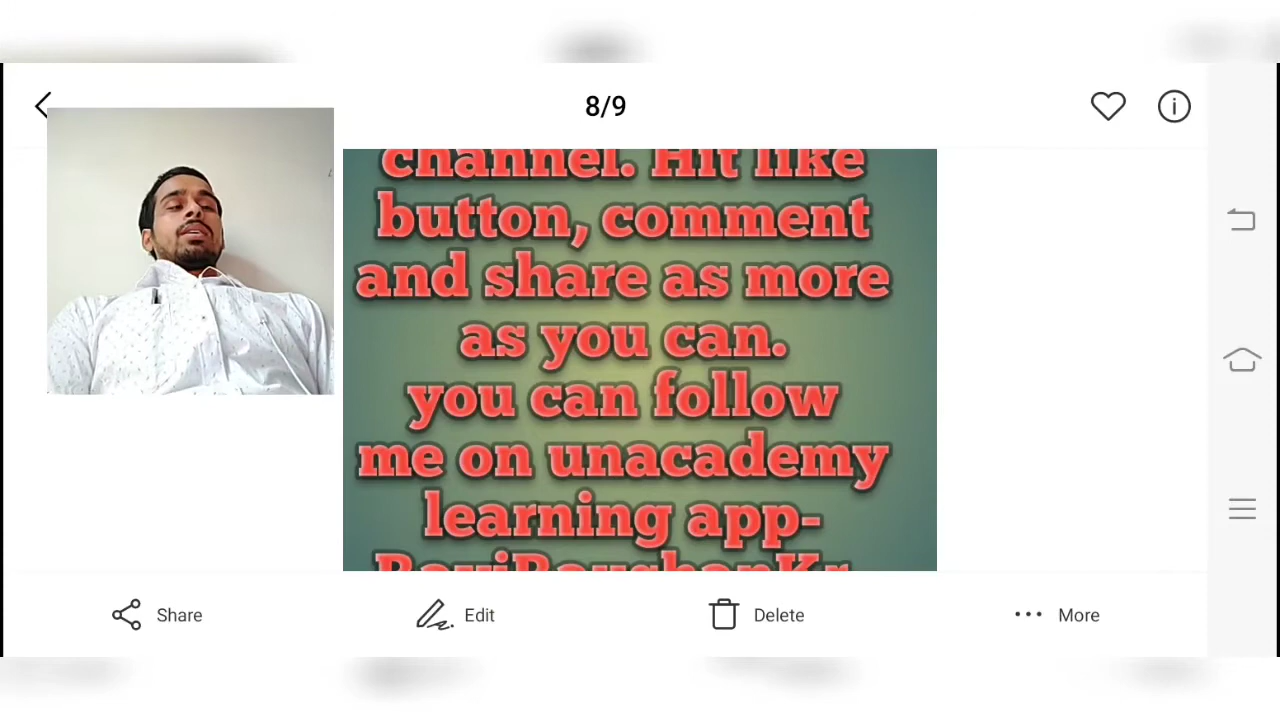 8/9
channel. Hit like
button, comment
and share as more
as you can.
you can follow
me on unacademy
learning app-
Share
Edit
Delete
More